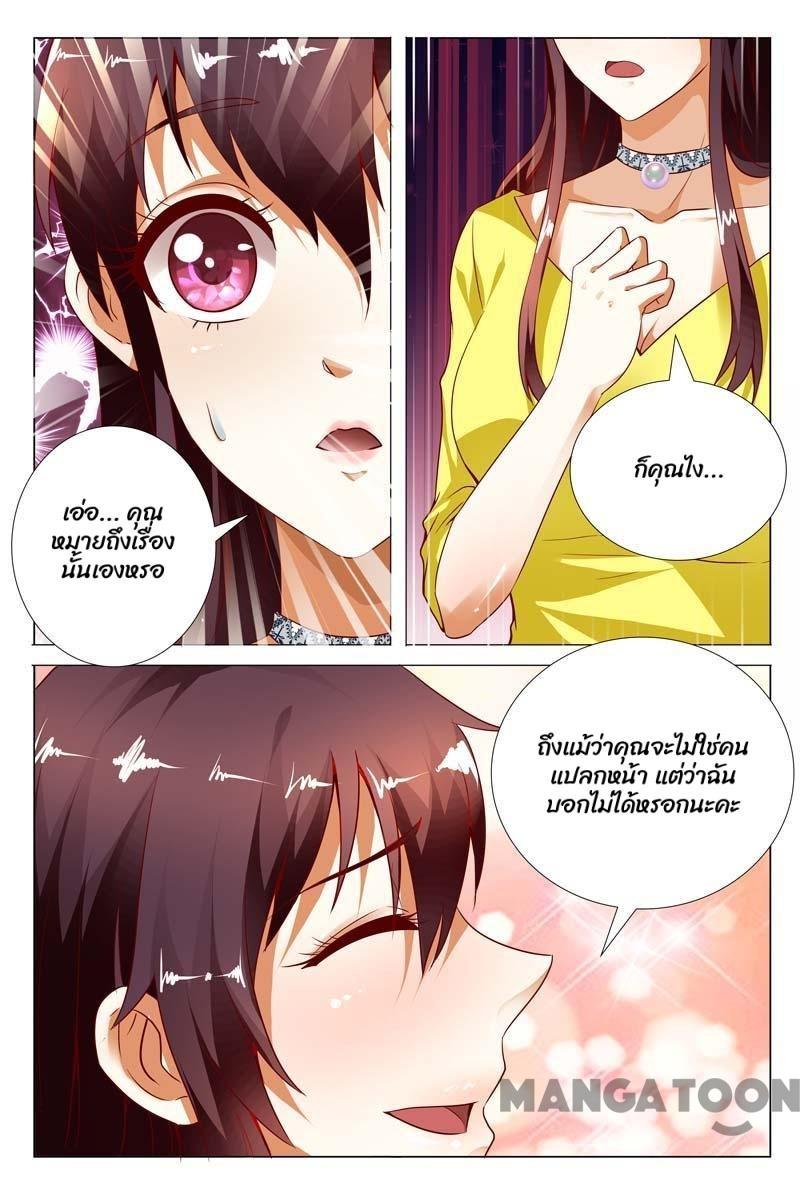 เอ่อ... คุณ
หมายถึงเรื่อง
นั้นเองหรอ
ก็คุณไง...
ถึงแม้ว่าคุณจะไม่ใช่คน
แปลกหน้า แต่ว่าฉัน
บอกไม่ได้หรอกนะคะ
MANGATOON